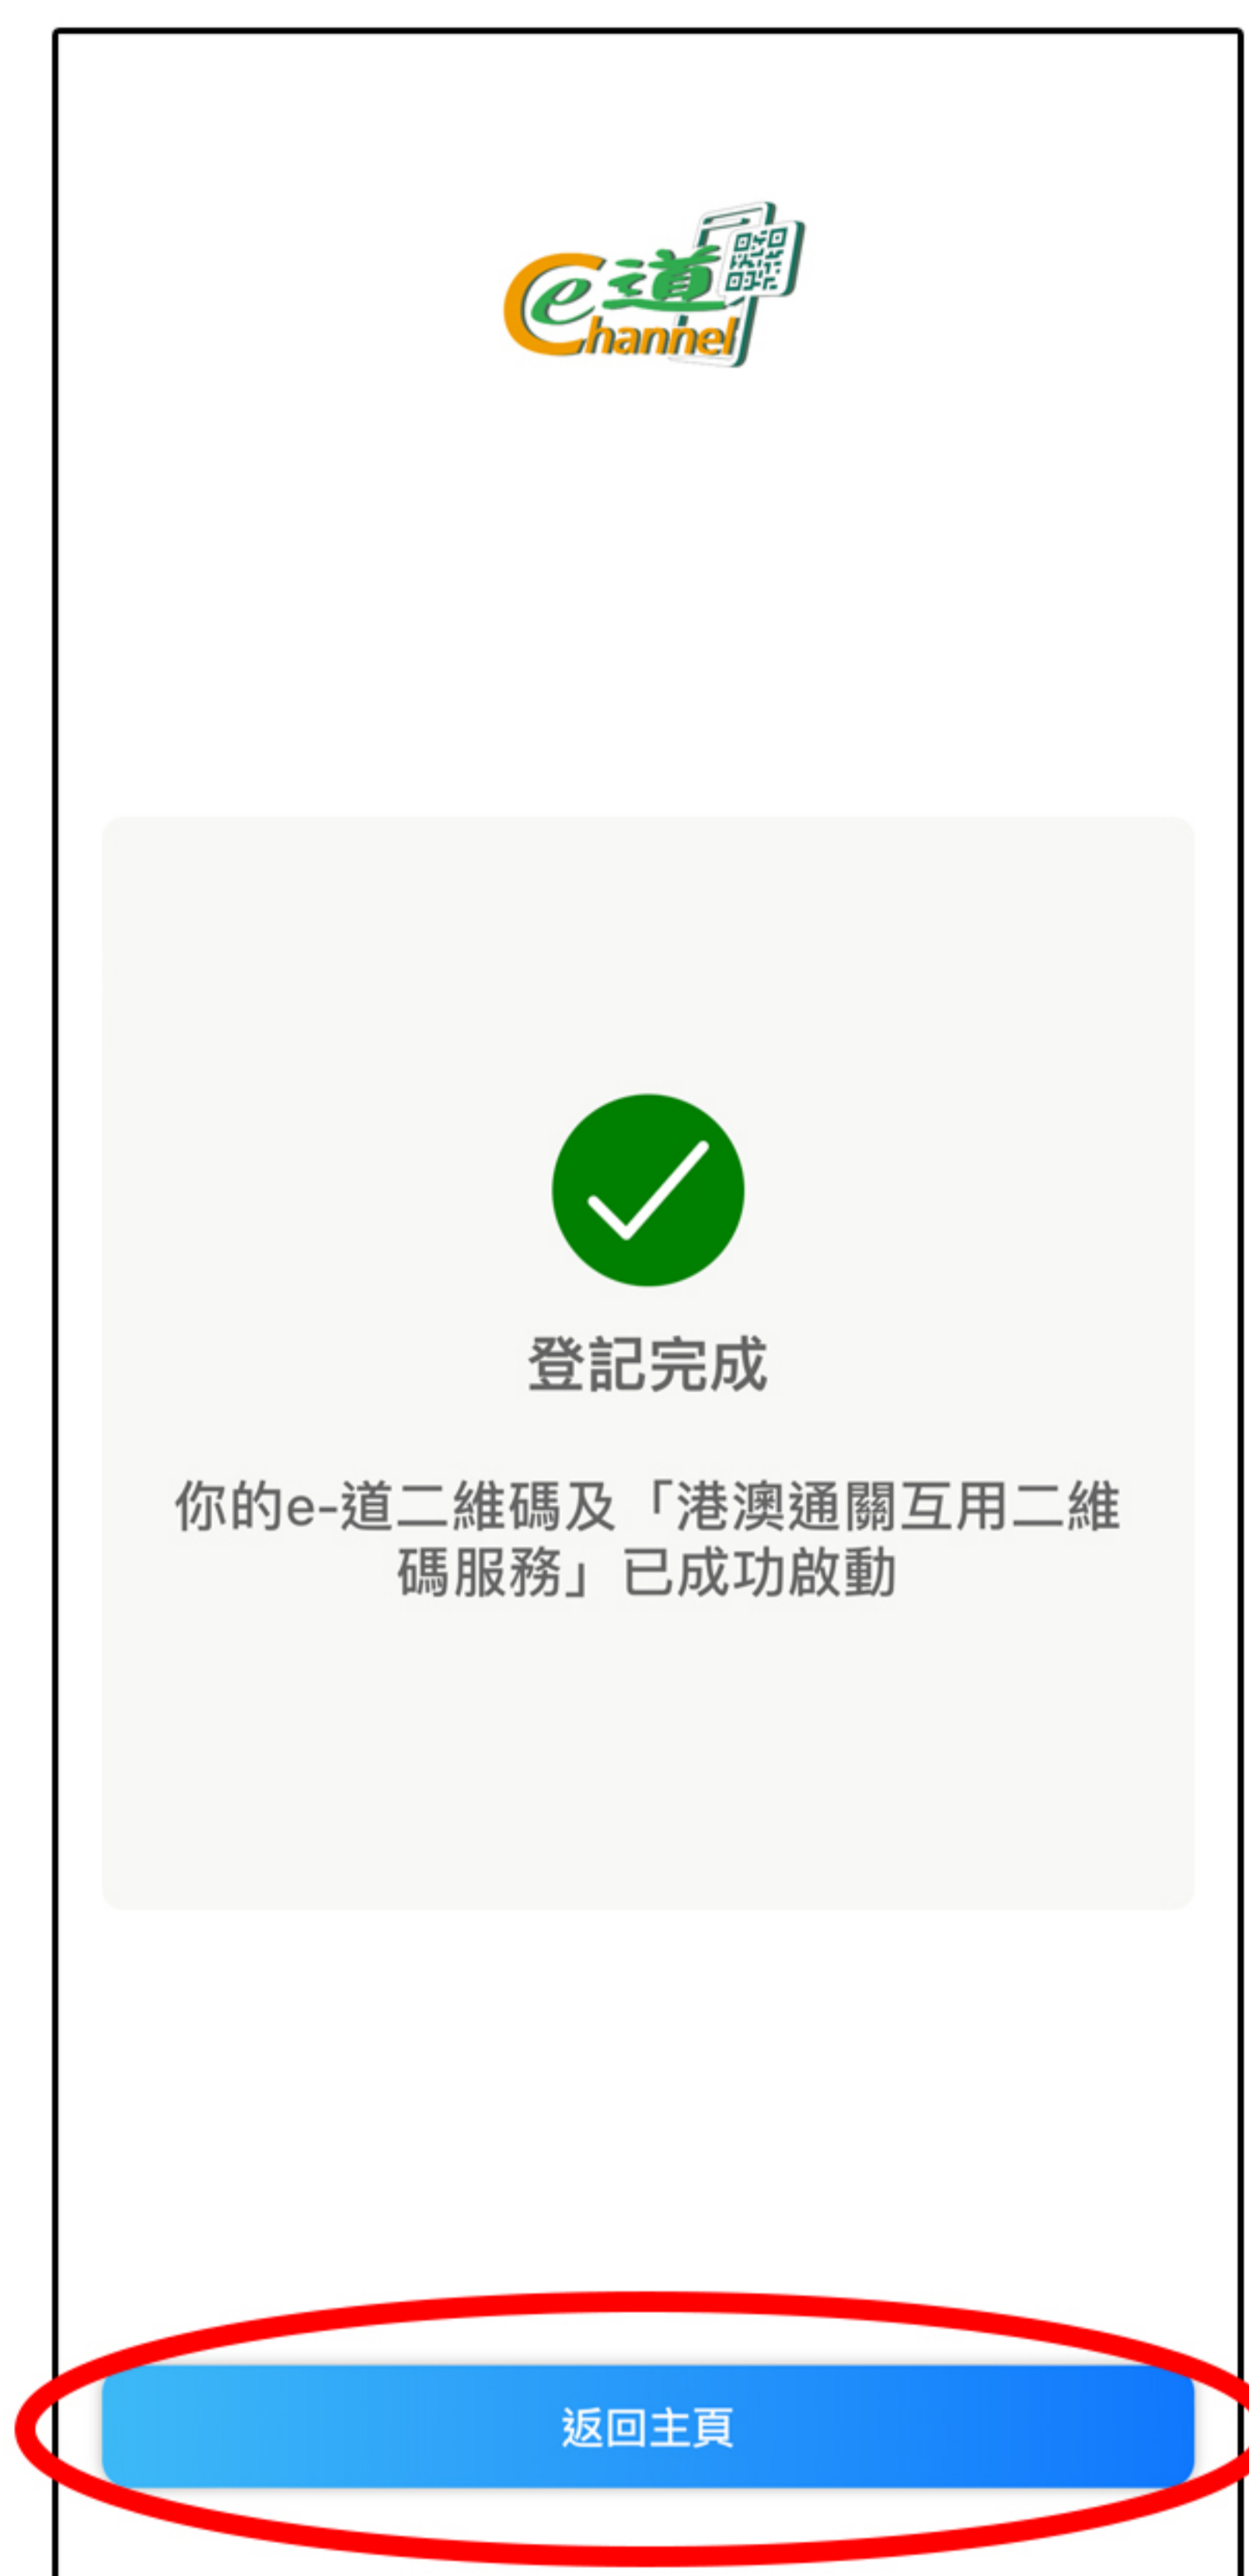 e道
Channel
登記完成
你的e-道二維碼及「港澳通關互用二維
碼服務」已成功啟動
返回主頁